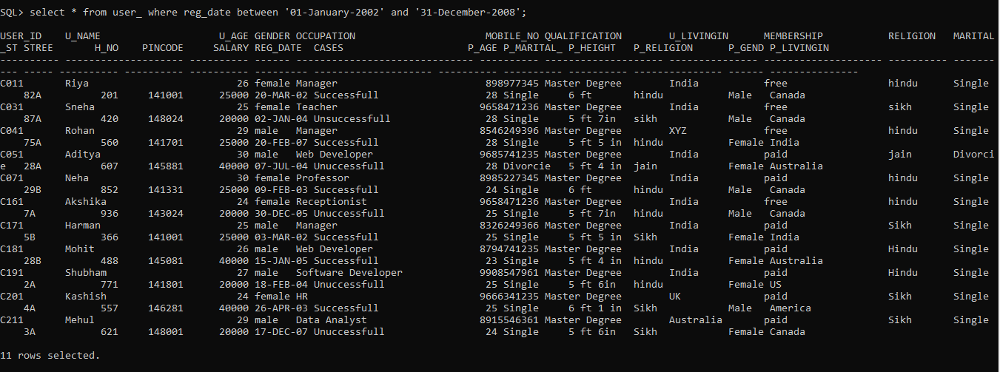 SQL> select * from user_ where reg_date between '01-January-2002' and '31-December-2008';
USER_ID    U_NAME                    U_AGE GENDER OCCUPATION                      MOBILE_NO QUALIFICATION        U_LIVINGIN      MEMBERSHIP           RELIGION   MARITAL
_ST STREE       H_NO    PINCODE     SALARY REG_DATE  CASES                     P_AGE P_MARITAL_ P_HEIGHT   P_RELIGION      P_GEND P_LIVINGIN
---------- -------------------- ---------- ------ -------------------- ---------- -------------------- --------------- -------------------- ---------- -------
--- ----- ---------- ---------- ---------- --------- -------------------- ---------- ---------- ---------- --------------- ------ ---------------
C011       Riya                         26 female Manager                         898977345 Master Degree        India           free                 hindu      Single
    82A          201     141001      25000 20-MAR-02 Successfull                  28 Single     6 ft       hindu           Male   Canada
C031       Sneha                        25 female Teacher                        9658471236 Master Degree        India           free                 sikh       Single
    87A          420     148024      20000 02-JAN-04 Unsuccessfull                28 Single     5 ft 7in   sikh            Male   Canada
C041       Rohan                        29 male   Manager                        8546249396 Master Degree        XYZ             free                 hindu      Single
    75A          560     141701      25000 20-FEB-07 Successfull                  28 Single     5 ft 5 in  hindu           Female India
C051       Aditya                       30 male   Web Developer                  9685741235 Master Degree        India           paid                 jain       Divorci
e   28A          607     145881      40000 07-JUL-04 Unsuccessfull                28 Divorcie   5 ft 4 in  jain            Female Australia
C071       Neha                         30 female Professor                      8985227345 Master Degree        India           paid                 hindu      Single
    29B          852     141331      25000 09-FEB-03 Successfull                  24 Single     6 ft       hindu           Male   Canada
C161       Akshika                      24 female Receptionist                   9658471236 Master Degree        India           free                 hindu      Single
    7A           936     143024      20000 30-DEC-05 Unsuccessfull                25 Single     5 ft 7in   hindu           Male   Canada
C171       Harman                       25 male   Manager                        8326249366 Master Degree        India           paid                 Sikh       Single
    5B           366     141001      25000 03-MAR-02 Successfull                  25 Single     5 ft 5 in  Sikh            Female India
C181       Mohit                        26 male   Web Developer                  8794741235 Master Degree        India           paid                 Hindu      Single
    28B          488     145081      40000 15-JAN-05 Successfull                  23 Single     5 ft 4 in  hindu           Female Australia
C191       Shubham                      27 male   Software Developer             9908547961 Master Degree        India           paid                 Hindu      Single
    2A           771     141801      20000 18-FEB-04 Unsuccessfull                25 Single     5 ft 6in   hindu           Female US
C201       Kashish                      24 female HR                             9666341235 Master Degree        UK              paid                 Sikh       Single
    4A           557     146281      40000 26-APR-03 Successfull                  25 Single     6 ft 1 in  Sikh            Male   America
C211       Mehul                        29 male   Data Analyst                   8915546361 Master Degree        Australia       paid                 Sikh       Single
    3A           621     148001      20000 17-DEC-07 Unsuccessfull                24 Single     5 ft 6in   Sikh            Female Canada
11 rows selected.